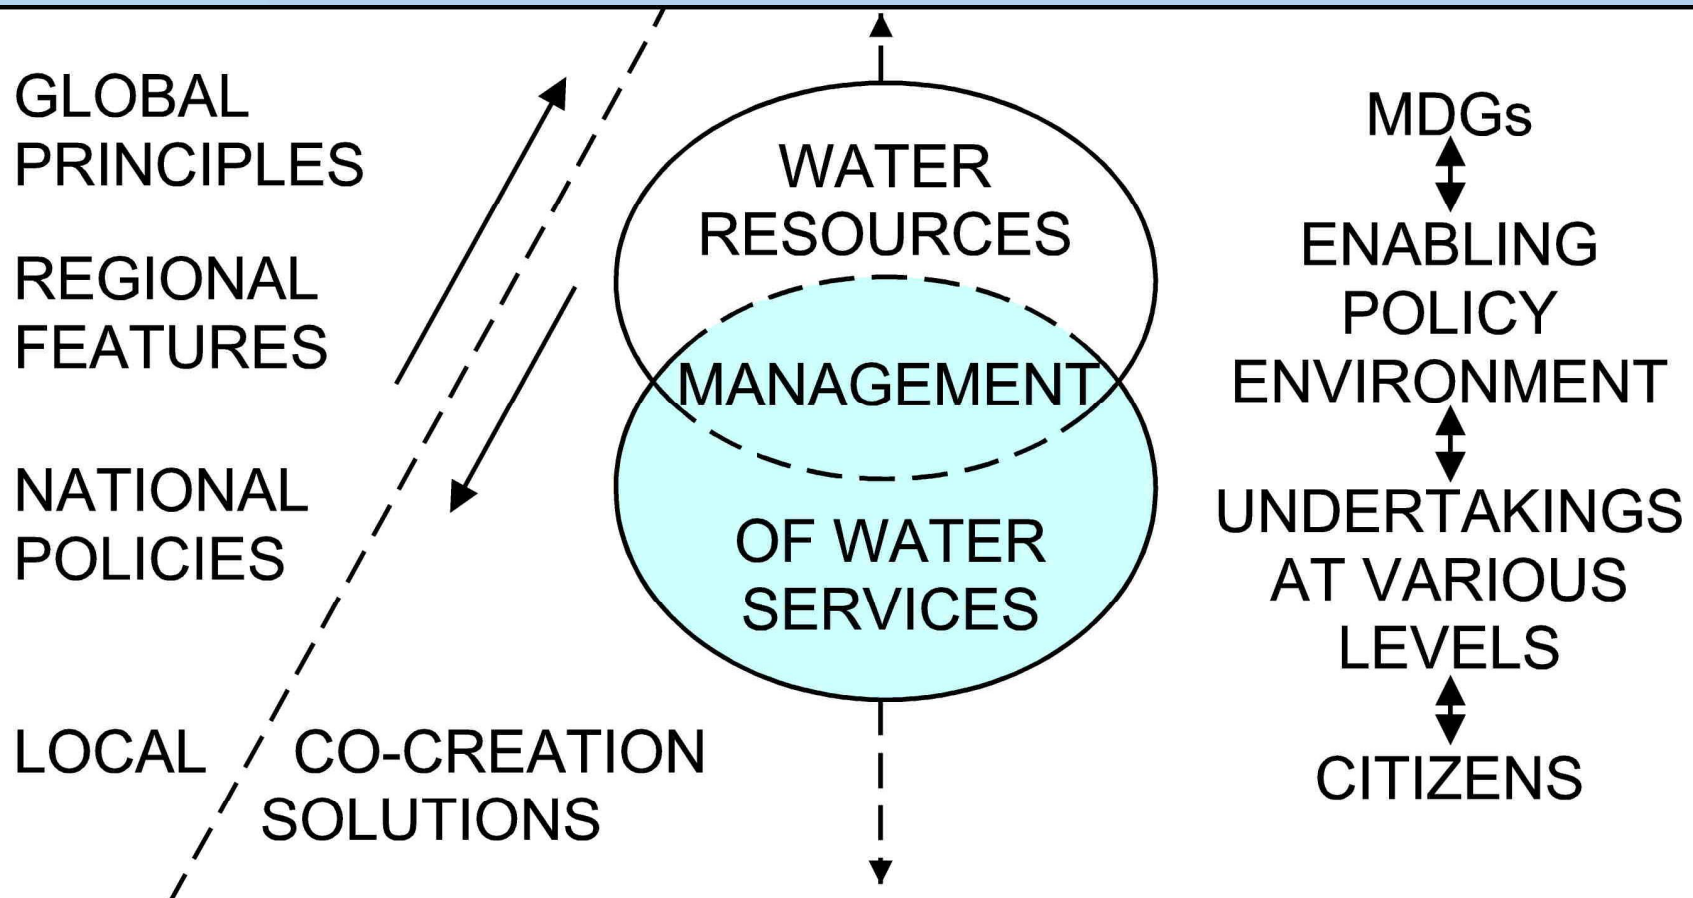 GLOBAL
PRINCIPLES
REGIONAL
FEATURES
NATIONAL
POLICIES
LOCAL
CO-CREATION
SOLUTIONS
WATER
RESOURCES
MANAGEMENT
OF WATER
SERVICES
MDGs
ENABLING
POLICY
ENVIRONMENT
UNDERTAKINGS
AT VARIOUS
LEVELS
CITIZENS